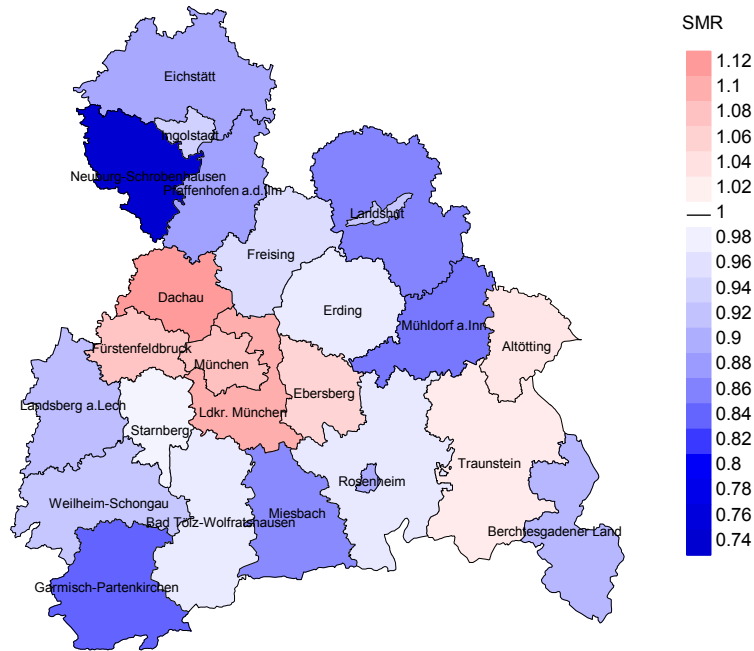 SMR
1.12
1.1
1.08
1.06
1.04
1.02
1
0.98
0.96
0.94
0.92
0.9
0.88
0.86
0.84
0.82
0.8
0.78
0.76
0.74
Eichstätt
Ingolstadt
Neuburg-Schrobenhausen
Pfaffenhofen a.d.Ilm
Landshut
Freising
Dachau
Erding
Mühldorf a.Inn
Altötting
Fürstenfeldbruck
München
Ebersberg
Landsberg a.Lech
Ldkr. München
Starnberg
Traunstein
Rosenheim
Weilheim-Schongau
Miesbach
Bad Tölz-Wolfratshausen
Berchtesgadener Land
Garmisch-Partenkirchen